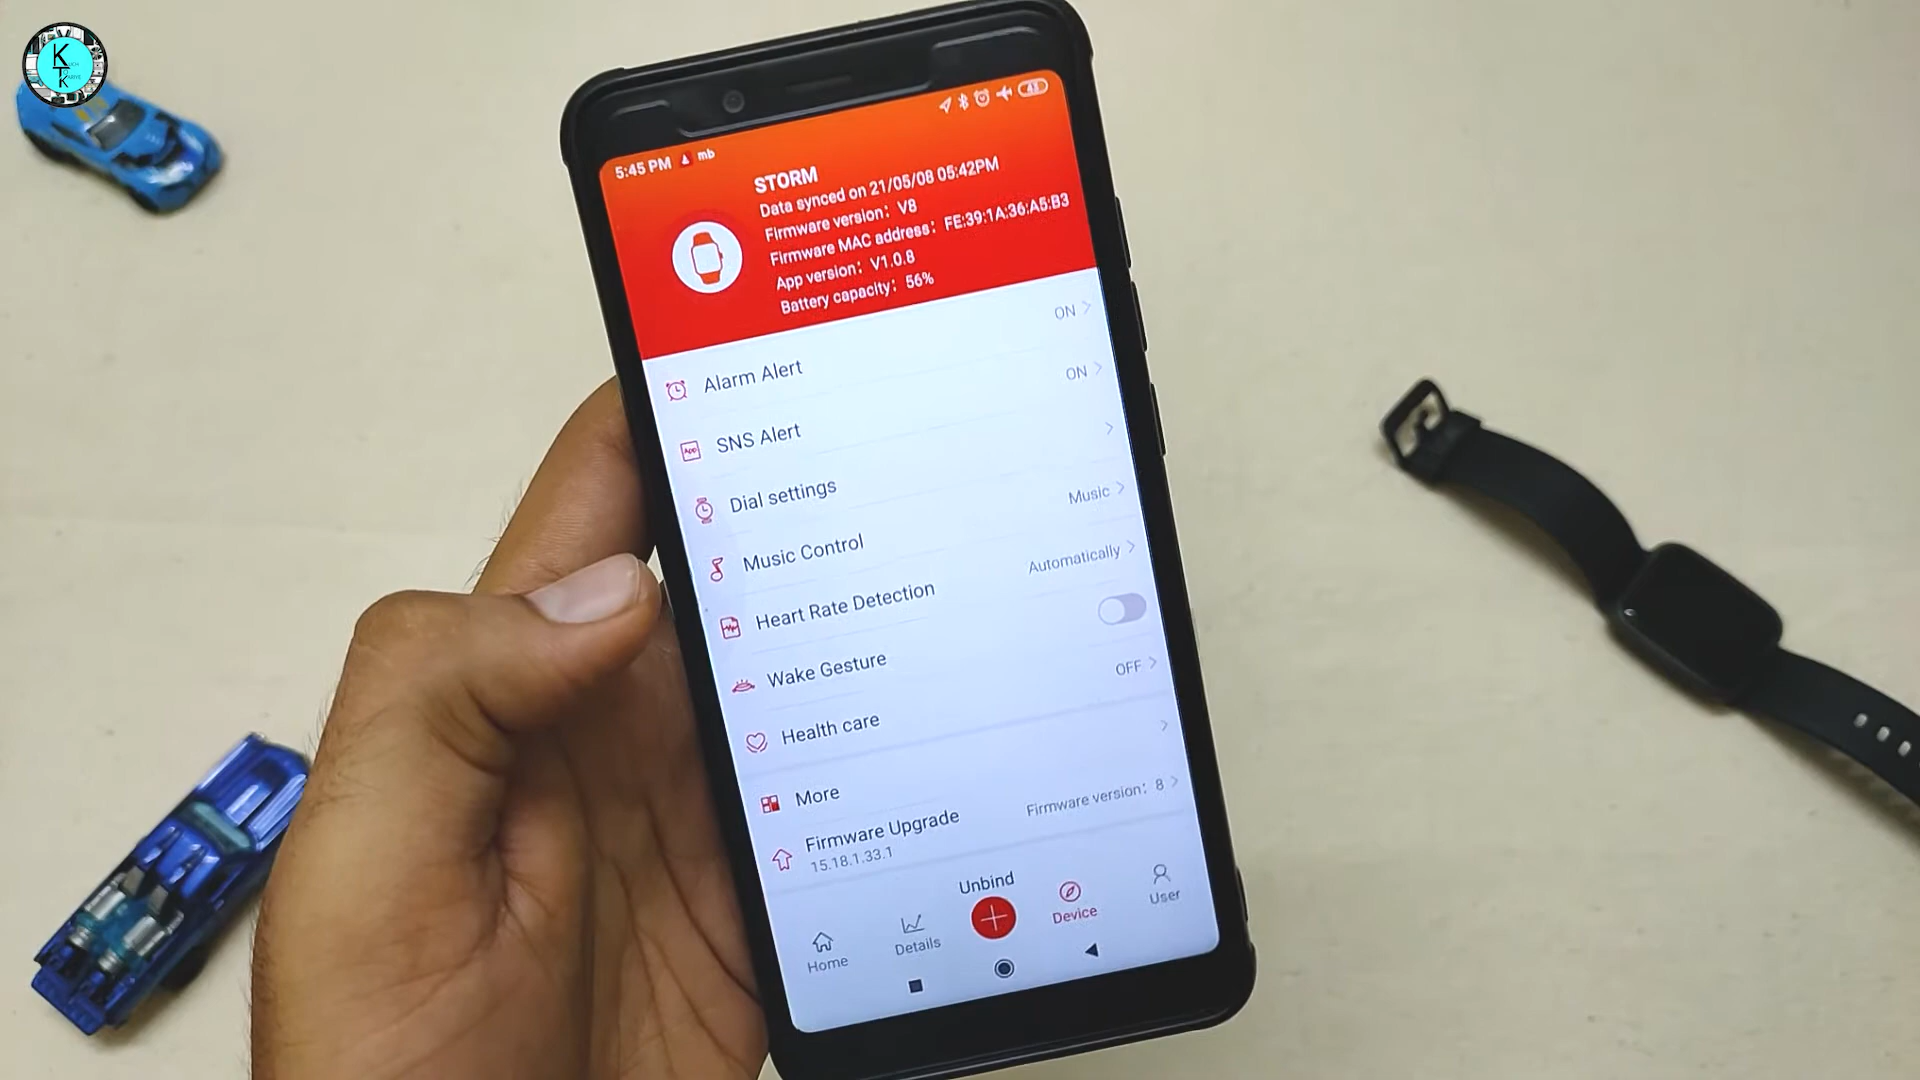 K
T
K
5:45 PM mb
43
STORM
Data synced on 21/05/08 05:42PM
Firmware version: V8
Firmware MAC address: FE:39:1A:36:A5:B3
App version: V1.0.8
Battery capacity: 56%
Alarm Alert ON
App SNS Alert ON
Dial settings
Music Control Music
Heart Rate Detection Automatically
Wake Gesture
Health care OFF
More
Firmware Upgrade Firmware version: 8
15.18.1.33.1
Unbind
Home Details Device User